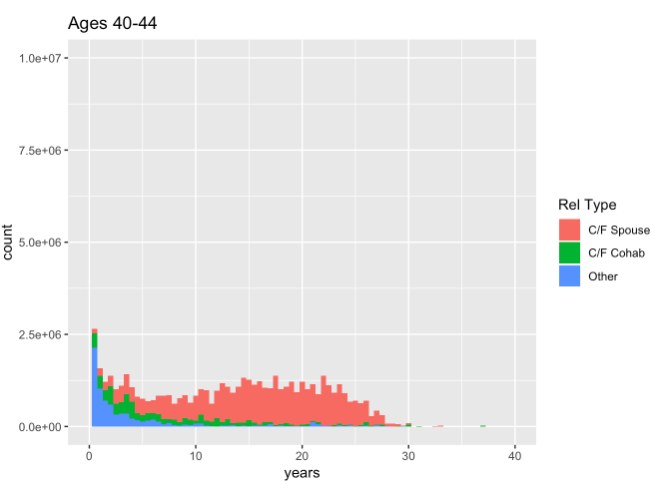 Ages 40-44
1.0e+07
7.5e+06
5.0e+06
2.5e+06
0.0e+00
count
0 10 20 30 40
years
Rel Type
C/F Spouse
C/F Cohab
Other